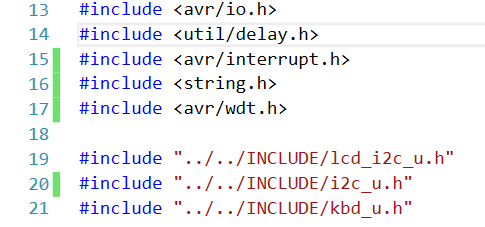 13 #include <avr/io.h>
14 #include <util/delay.h>
15 #include <avr/interrupt.h>
16 #include <string.h>
17 #include <avr/wdt.h>
18
19 #include "../../INCLUDE/lcd_i2c_u.h"
20 #include "../../INCLUDE/i2c_u.h"
21 #include "../../INCLUDE/kbd_u.h"